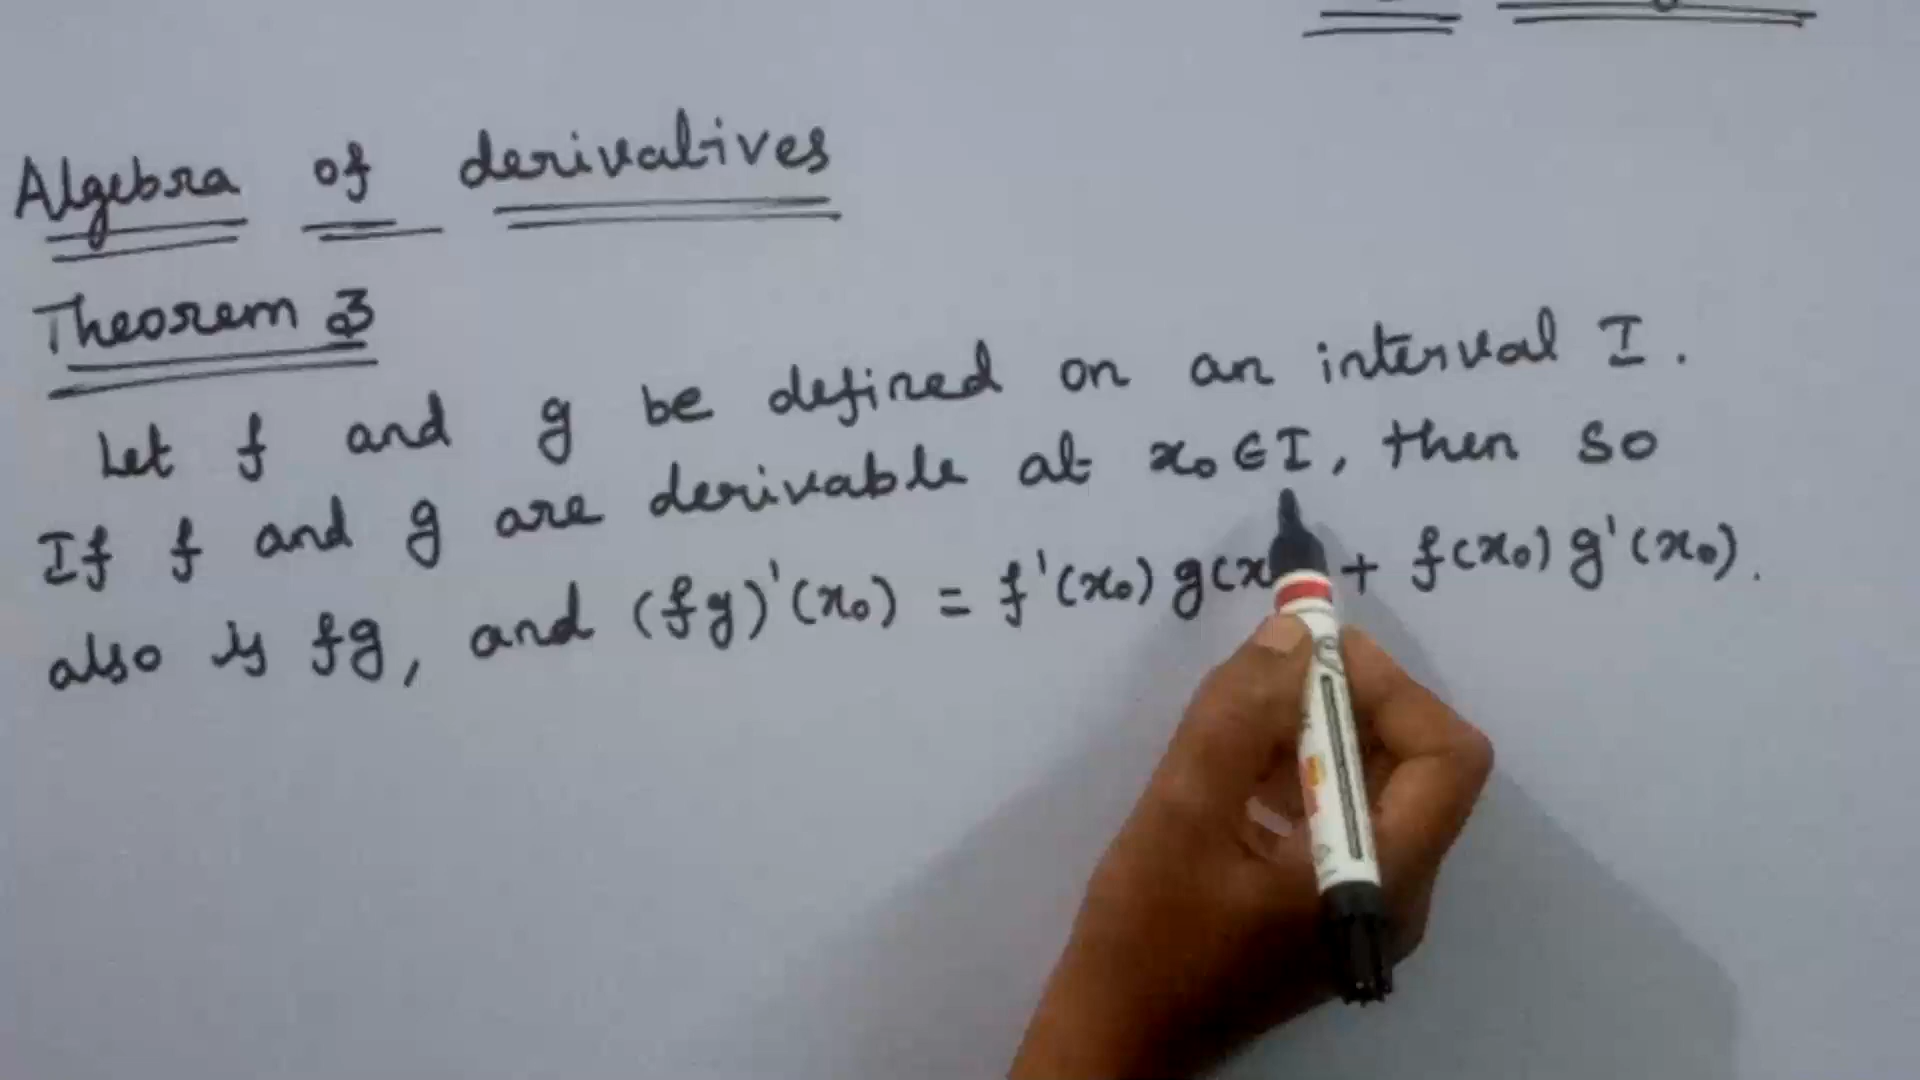 Algebra of derivatives
Theorem 3
Let f and g be defined on an interval I.
If f and g are derivable at x₀ ∈ I, then so
also is fg, and (fg)'(x₀) = f'(x₀) g(x + f(x₀) g'(x₀).